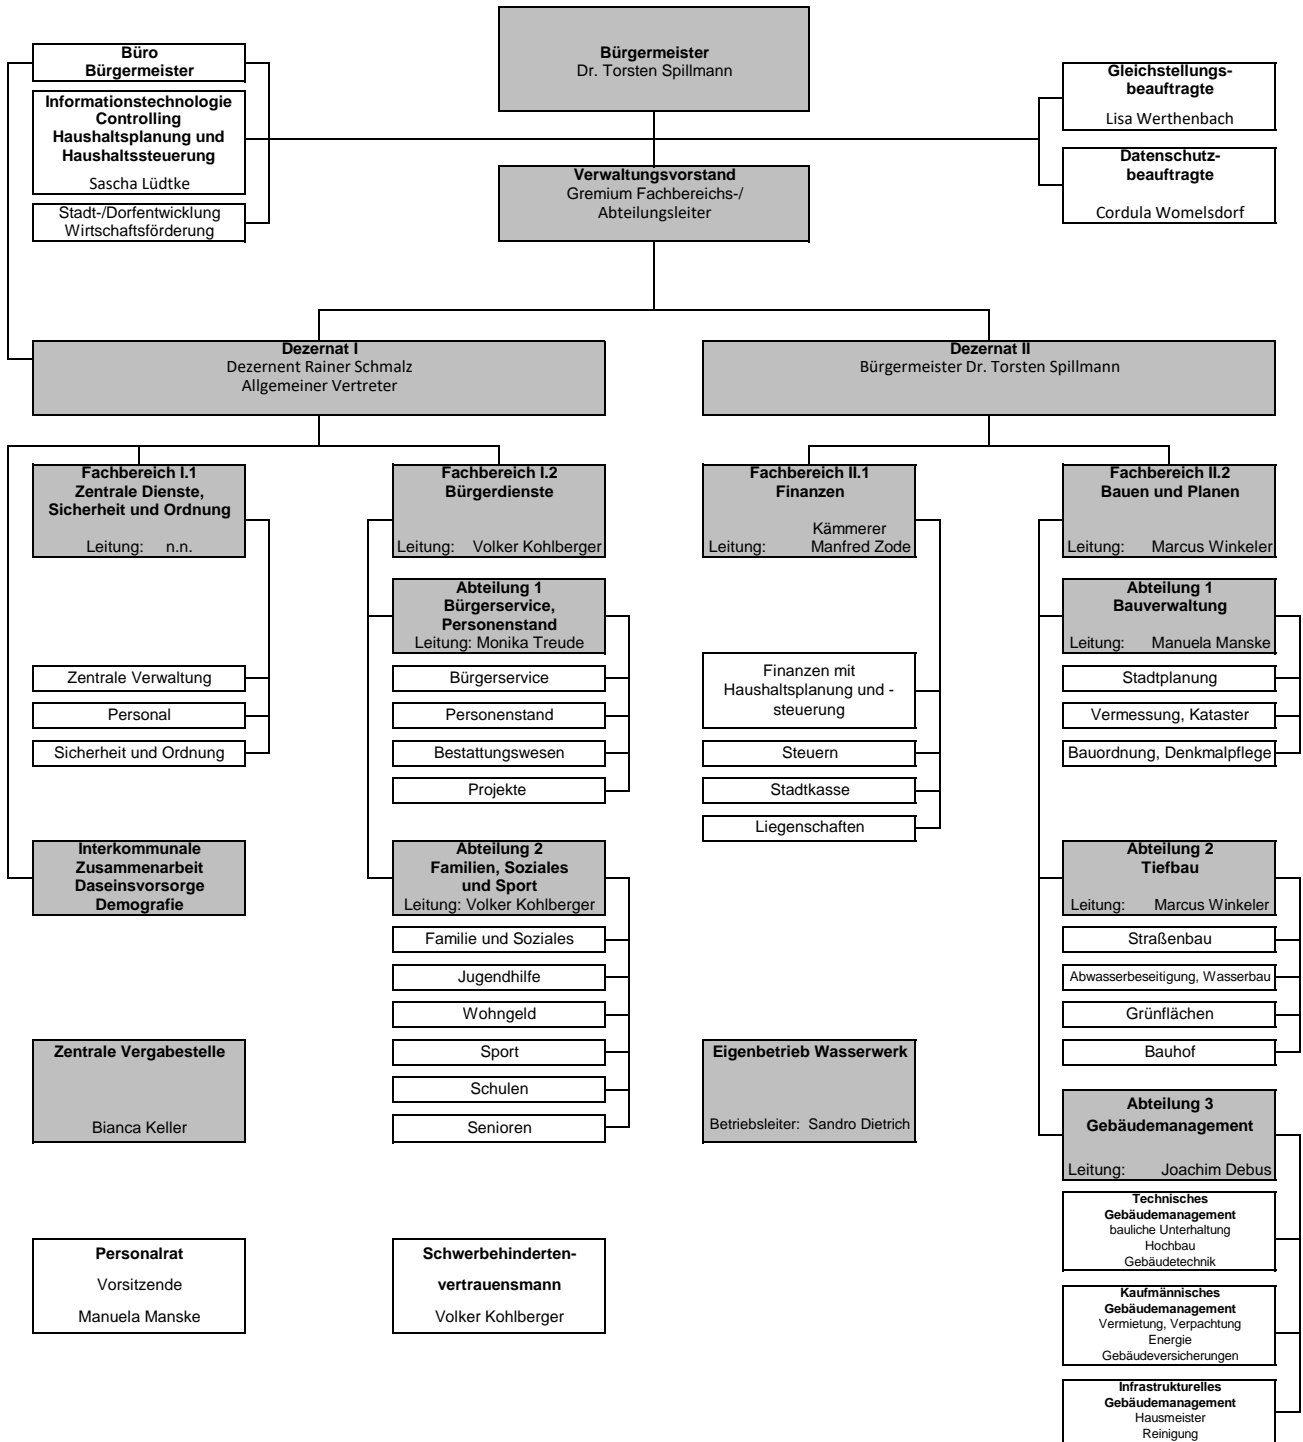 Bürgermeister
Dr. Torsten Spillmann
Büro
Bürgermeister
Informationstechnologie
Controlling
Haushaltsplanung und
Haushaltssteuerung
Sascha Lüdtke
Stadt-/Dorfentwicklung
Wirtschaftsförderung
Gleichstellungs-
beauftragte
Lisa Werthenbach
Datenschutz-
beauftragte
Cordula Womelsdorf
Verwaltungsvorstand
Gremium Fachbereichs-/
Abteilungsleiter
Dezernat I
Dezernent Rainer Schmalz
Allgemeiner Vertreter
Dezernat II
Bürgermeister Dr. Torsten Spillmann
Fachbereich I.1
Zentrale Dienste,
Sicherheit und Ordnung
Leitung: n.n.
Zentrale Verwaltung
Personal
Sicherheit und Ordnung
Interkommunale
Zusammenarbeit
Daseinsvorsorge
Demografie
Zentrale Vergabestelle
Bianca Keller
Personalrat
Vorsitzende
Manuela Manske
Fachbereich I.2
Bürgerdienste
Leitung: Volker Kohlberger
Abteilung 1
Bürgerservice,
Personenstand
Leitung: Monika Treude
Bürgerservice
Personenstand
Bestattungswesen
Projekte
Abteilung 2
Familien, Soziales
und Sport
Leitung: Volker Kohlberger
Familie und Soziales
Jugendhilfe
Wohngeld
Sport
Schulen
Senioren
Schwerbehinderten-
vertrauensmann
Volker Kohlberger
Fachbereich II.1
Finanzen
Kämmerer
Leitung: Manfred Zode
Finanzen mit
Haushaltsplanung und -
steuerung
Steuern
Stadtkasse
Liegenschaften
Eigenbetrieb Wasserwerk
Betriebsleiter: Sandro Dietrich
Fachbereich II.2
Bauen und Planen
Leitung: Marcus Winkeler
Abteilung 1
Bauverwaltung
Leitung: Manuela Manske
Stadtplanung
Vermessung, Kataster
Bauordnung, Denkmalpflege
Abteilung 2
Tiefbau
Leitung: Marcus Winkeler
Straßenbau
Abwasserbeseitigung, Wasserbau
Grünflächen
Bauhof
Abteilung 3
Gebäudemanagement
Leitung: Joachim Debus
Technisches
Gebäudemanagement
bauliche Unterhaltung
Hochbau
Gebäudetechnik
Kaufmännisches
Gebäudemanagement
Vermietung, Verpachtung
Energie
Gebäudeversicherungen
Infrastrukturelles
Gebäudemanagement
Hausmeister
Reinigung